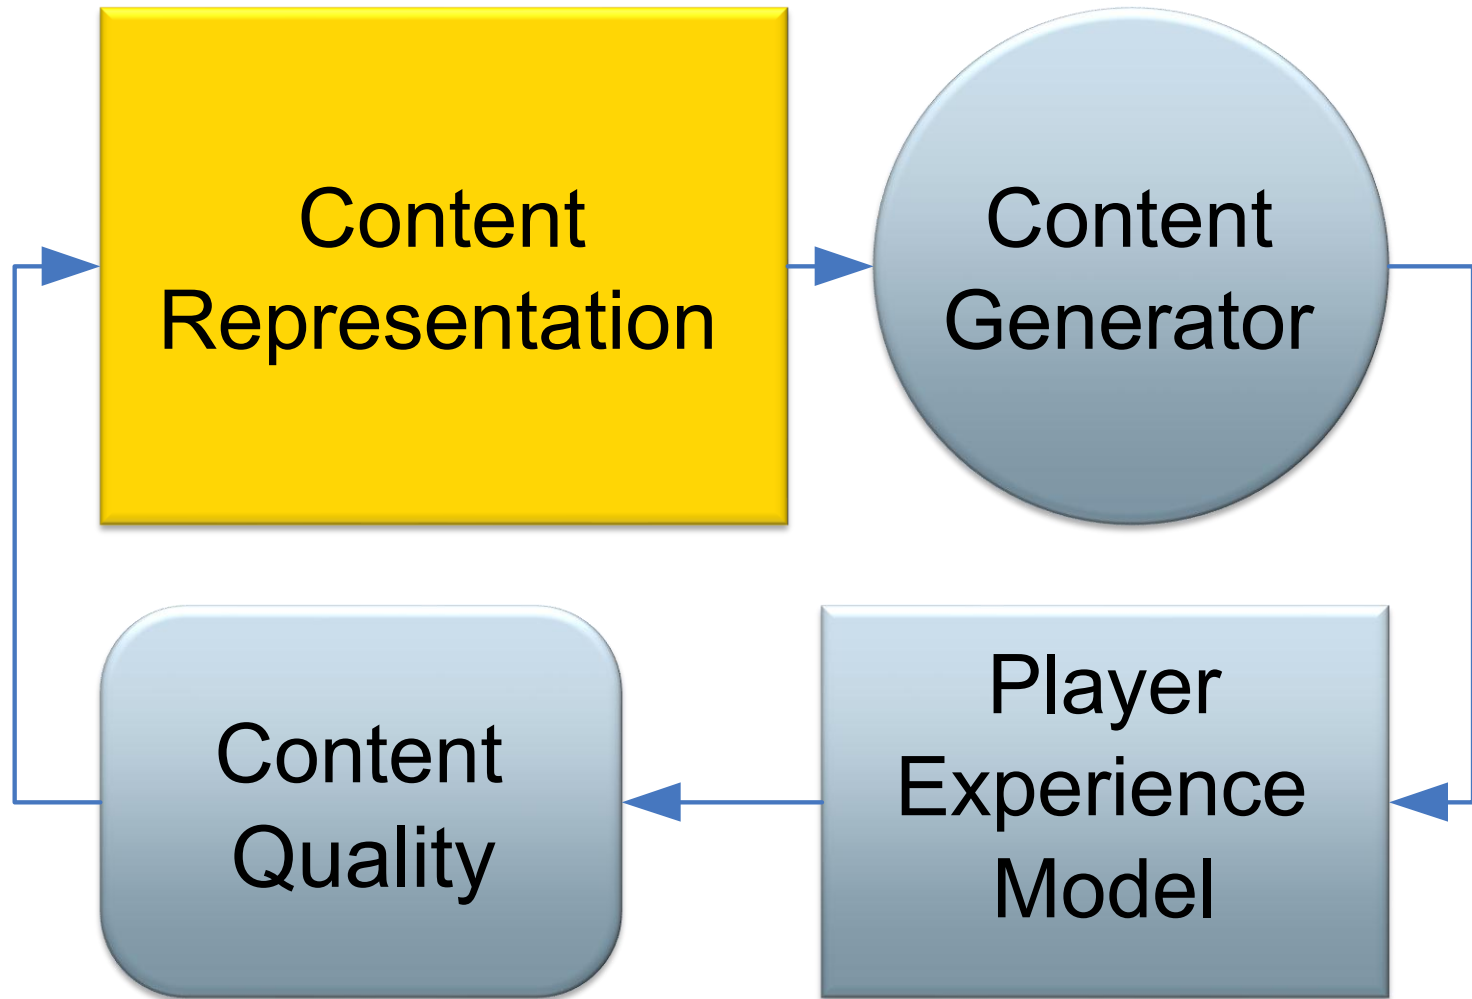 Content
Representation
Content
Generator
Content
Quality
Player
Experience
Model